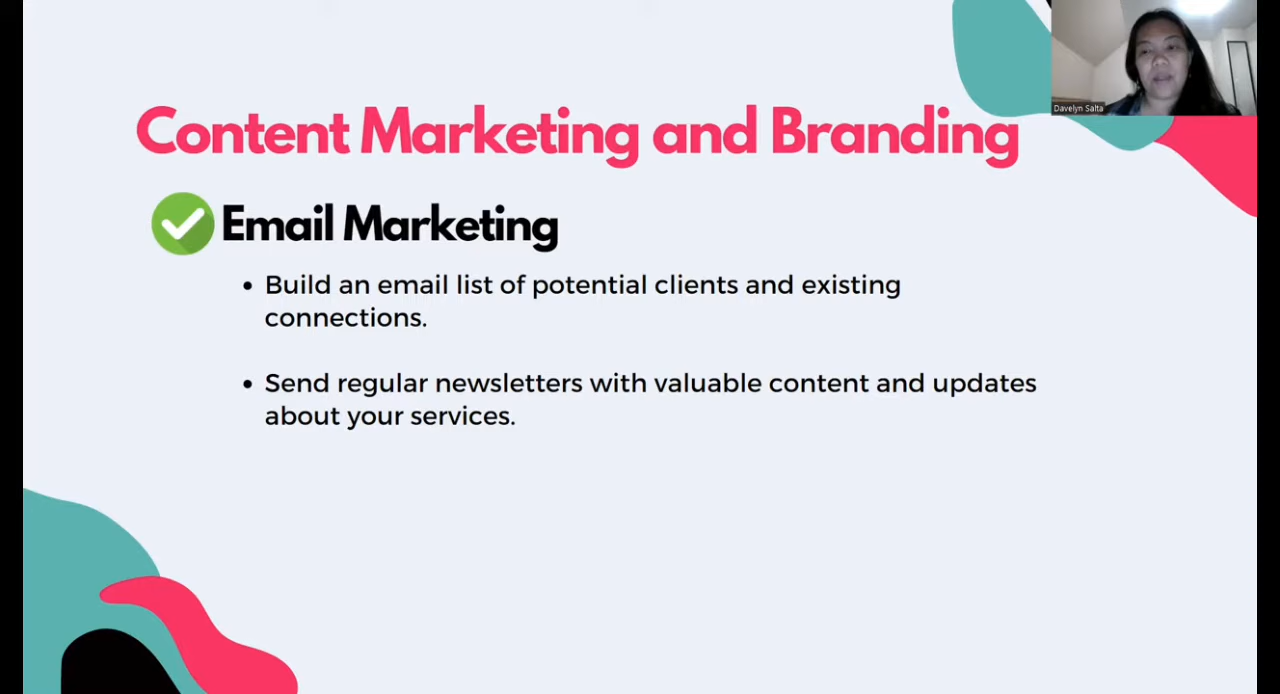 Content Marketing and Branding
Email Marketing
• Build an email list of potential clients and existing
connections.
• Send regular newsletters with valuable content and updates
about your services.
Davelyn Salta